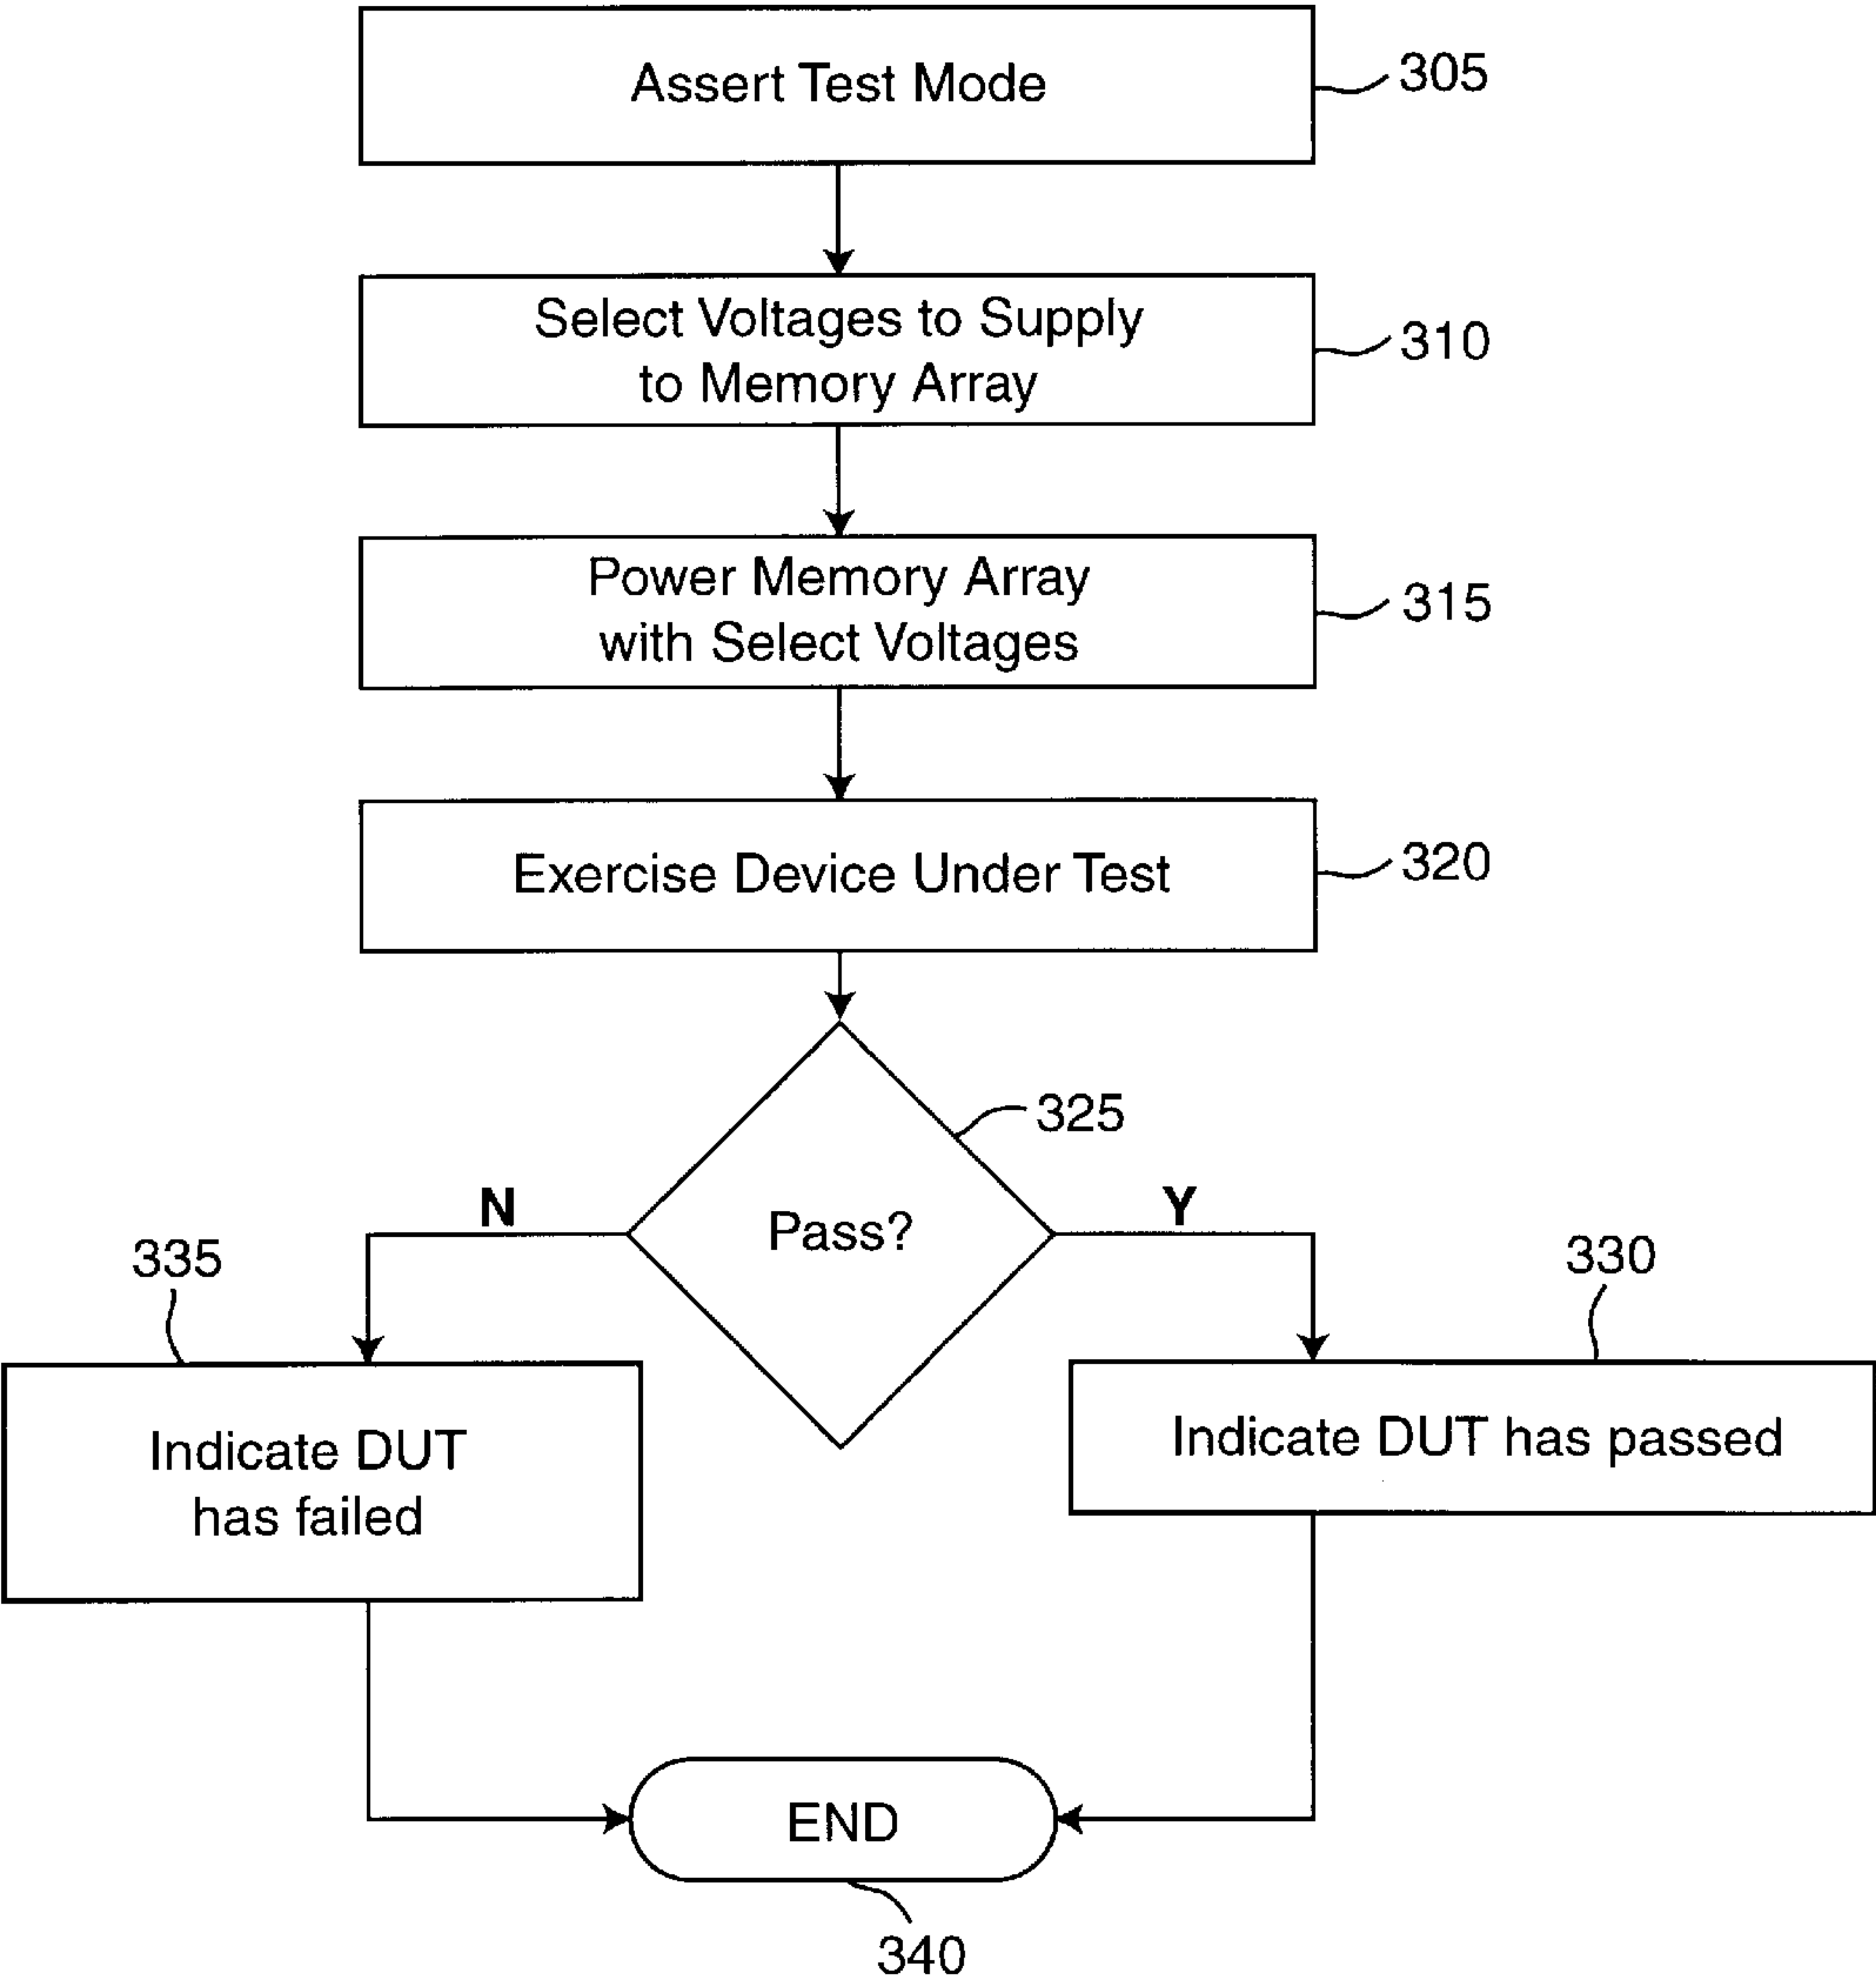 Assert Test Mode
305
Select Voltages to Supply
to Memory Array
310
Power Memory Array
with Select Voltages
315
Exercise Device Under Test
320
325
Pass?
N
Y
335
330
Indicate DUT
has failed
Indicate DUT has passed
END
340